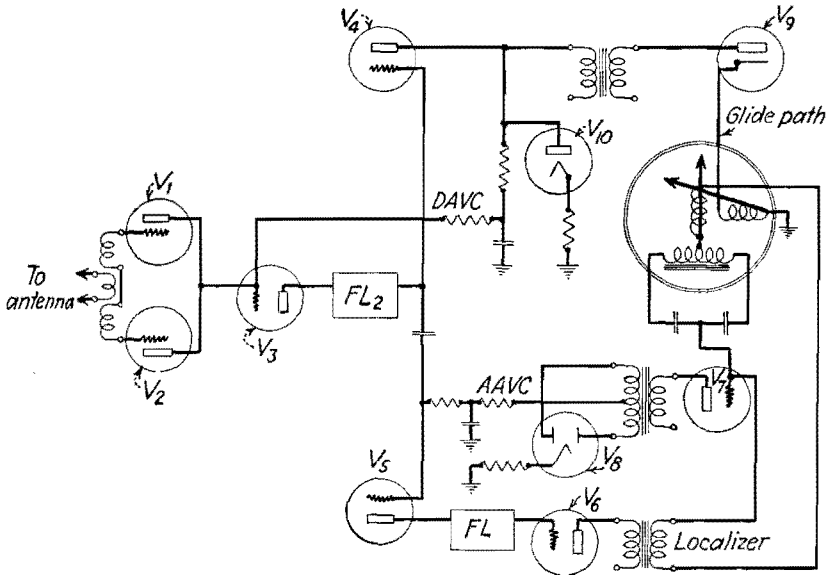 V4
V9
V10
Glide path
V1
DAVC
To
antenna
FL2
V3
V2
AAVC
V7
V8
V5
V6
FL
Localizer